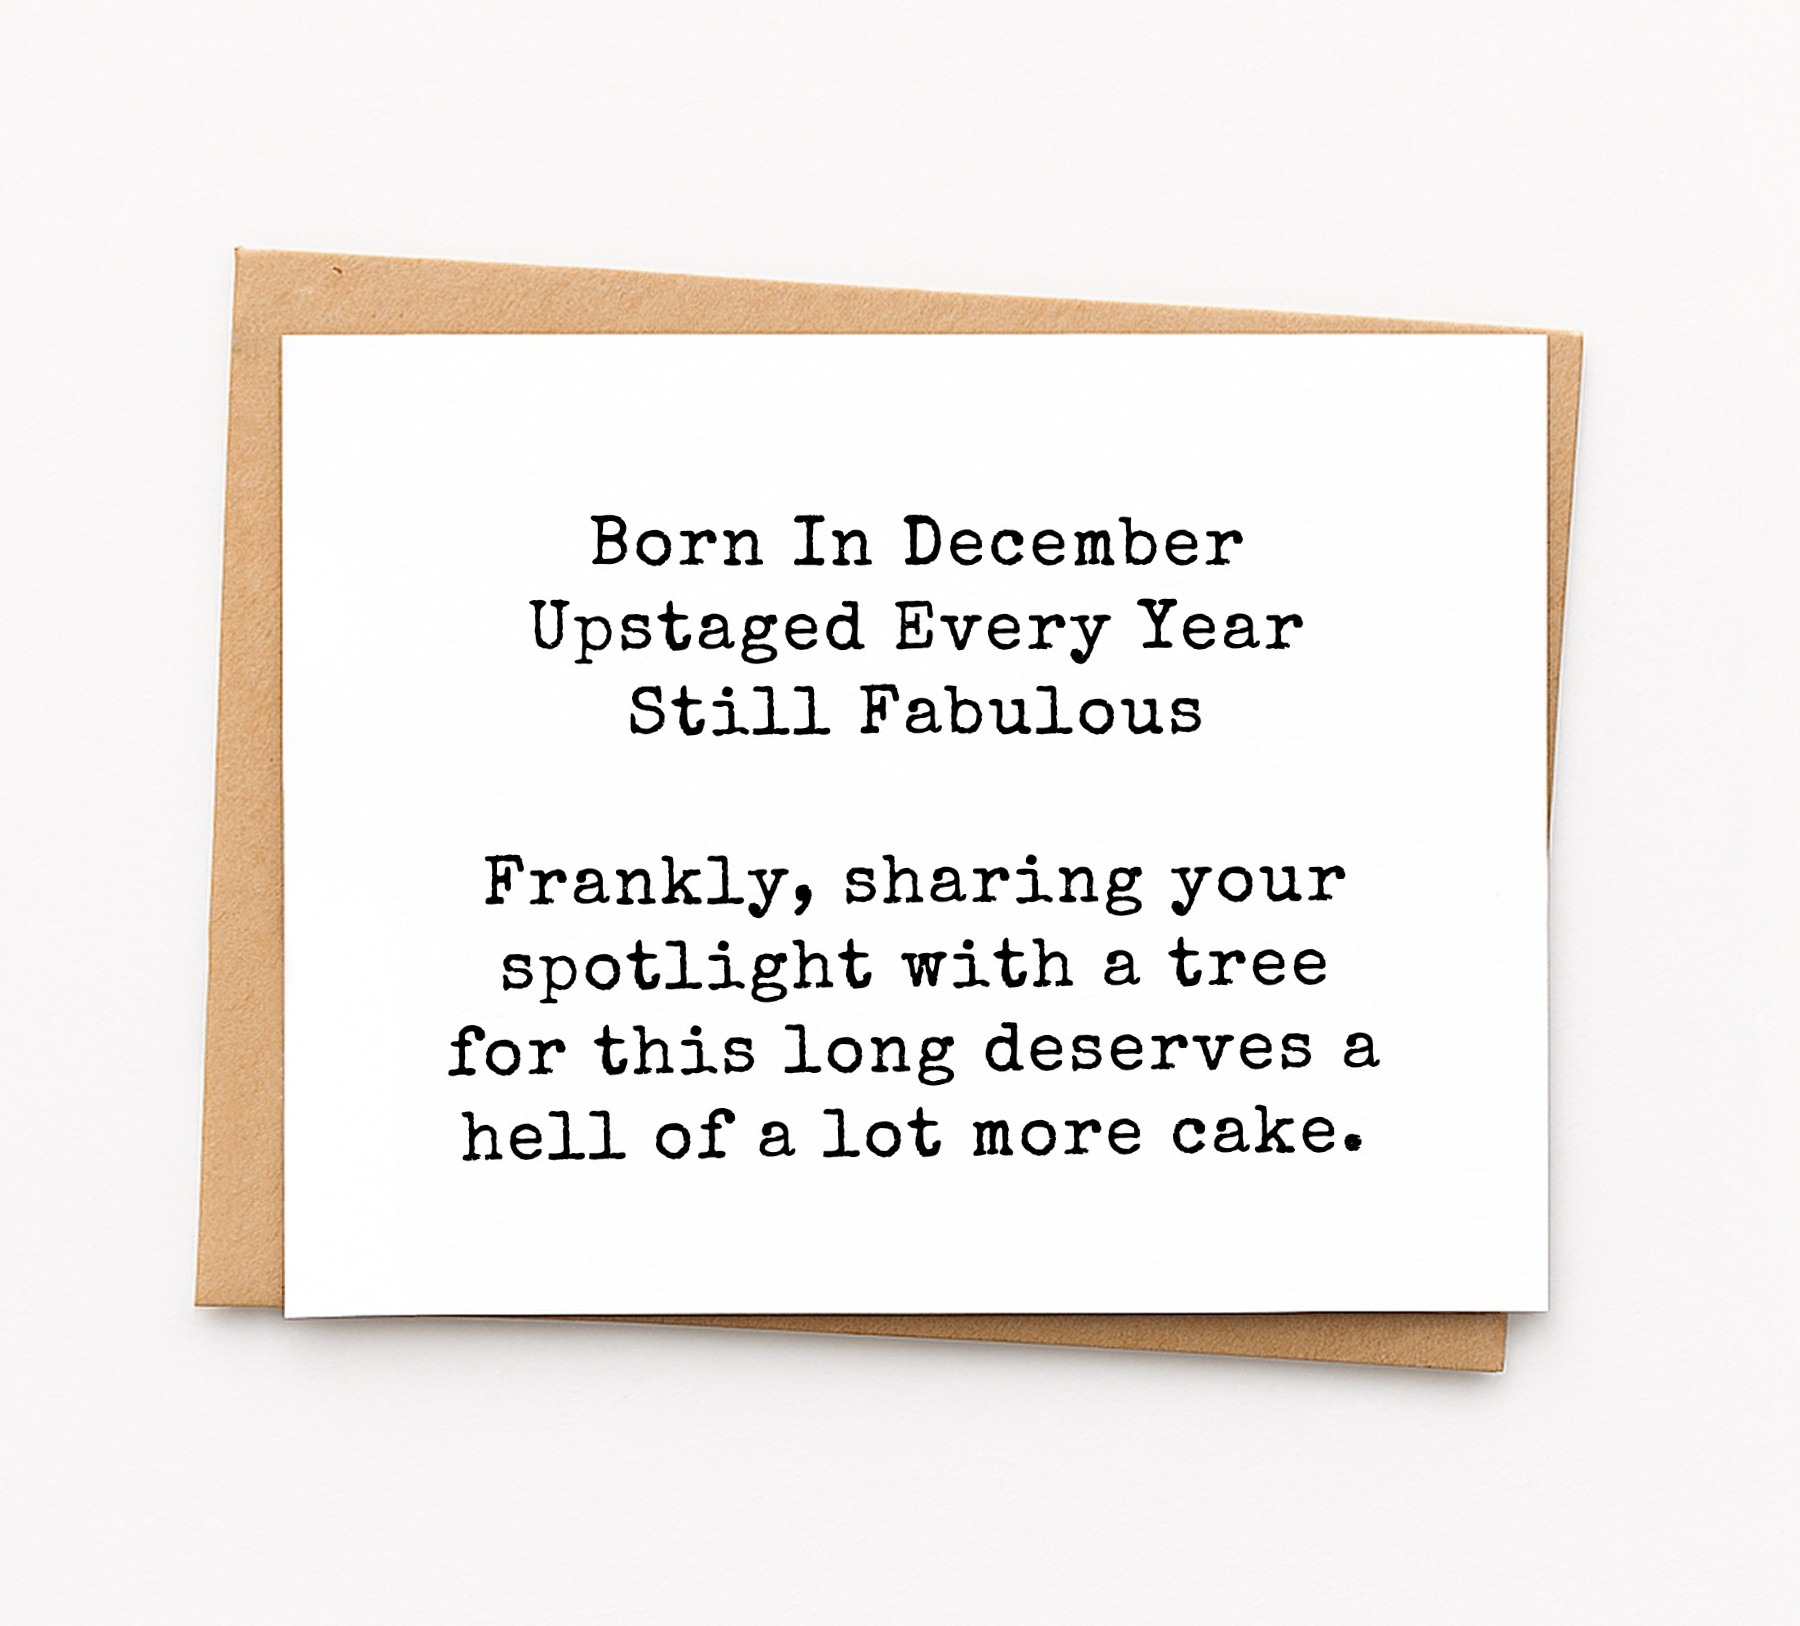 Born In December
Upstaged Every Year
Still Fabulous
Frankly, sharing your
spotlight with a tree
for this long deserves a
hell of a lot more cake.